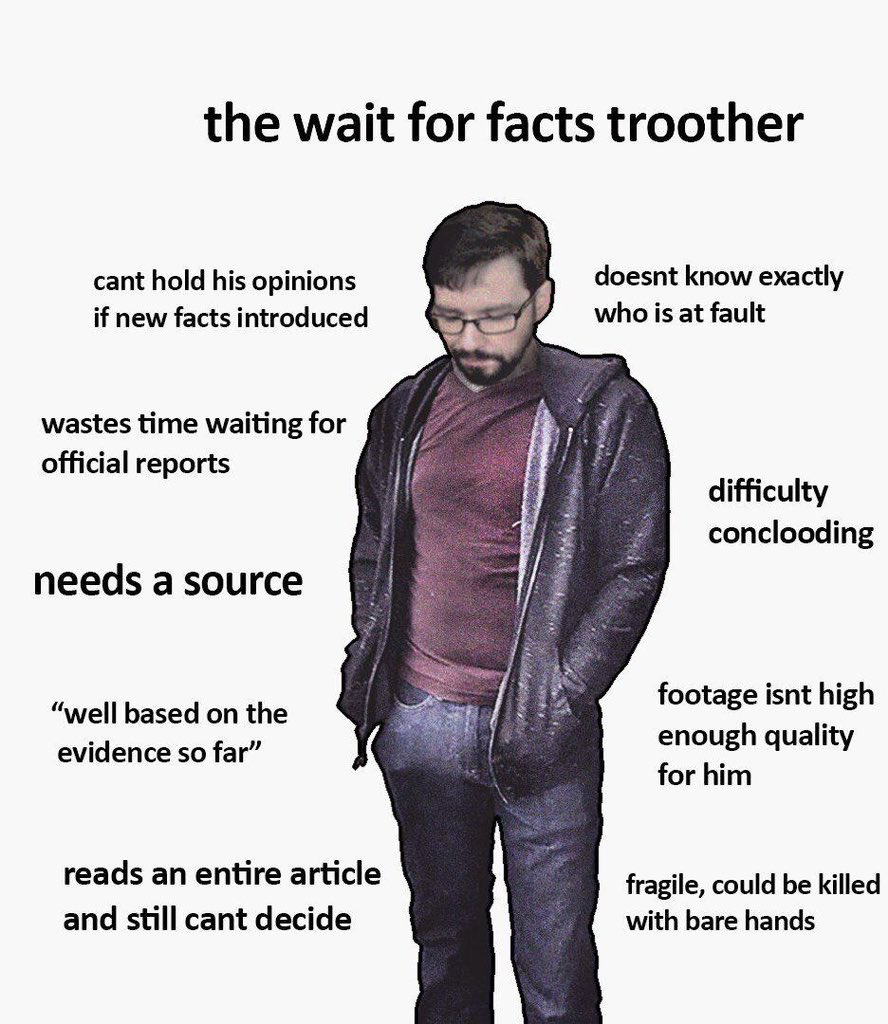 the wait for facts troother
cant hold his opinions
if new facts introduced
doesnt know exactly
who is at fault
wastes time waiting for
official reports
difficulty
conclooding
needs a source
“well based on the
evidence so far”
footage isnt high
enough quality
for him
reads an entire article
and still cant decide
fragile, could be killed
with bare hands